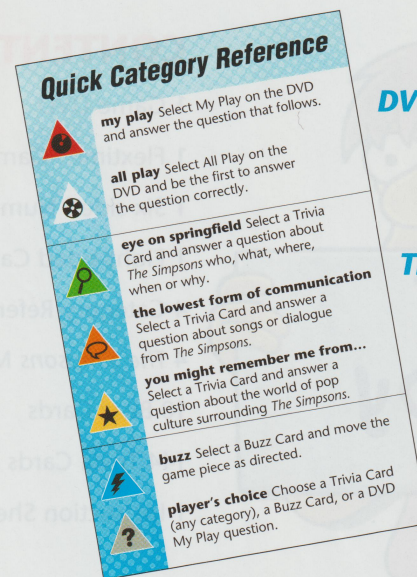 Quick Category Reference
my play Select My Play on the DVD
and answer the question that follows.
all play Select All Play on the
DVD and be the first to answer
the question correctly.
eye on springfield Select a Trivia
Card and answer a question about
The Simpsons who, what, where,
when or why.
the lowest form of communication
Select a Trivia Card and answer a
question about songs or dialogue
from The Simpsons.
you might remember me from...
Select a Trivia Card and answer a
question about the world of pop
culture surrounding The Simpsons.
buzz Select a Buzz Card and move the
game piece as directed.
player's choice Choose a Trivia Card
(any category), a Buzz Card, or a DVD
My Play question.
?
DV